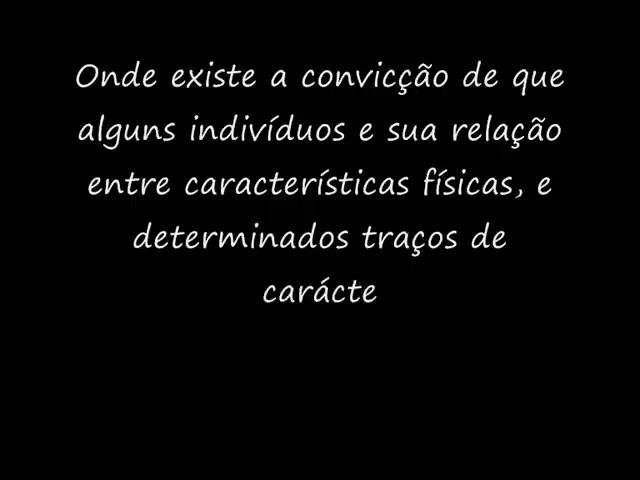 Onde existe a convicção de que
alguns indivíduos e sua relação
entre características físicas, e
determinados traços de
carácte